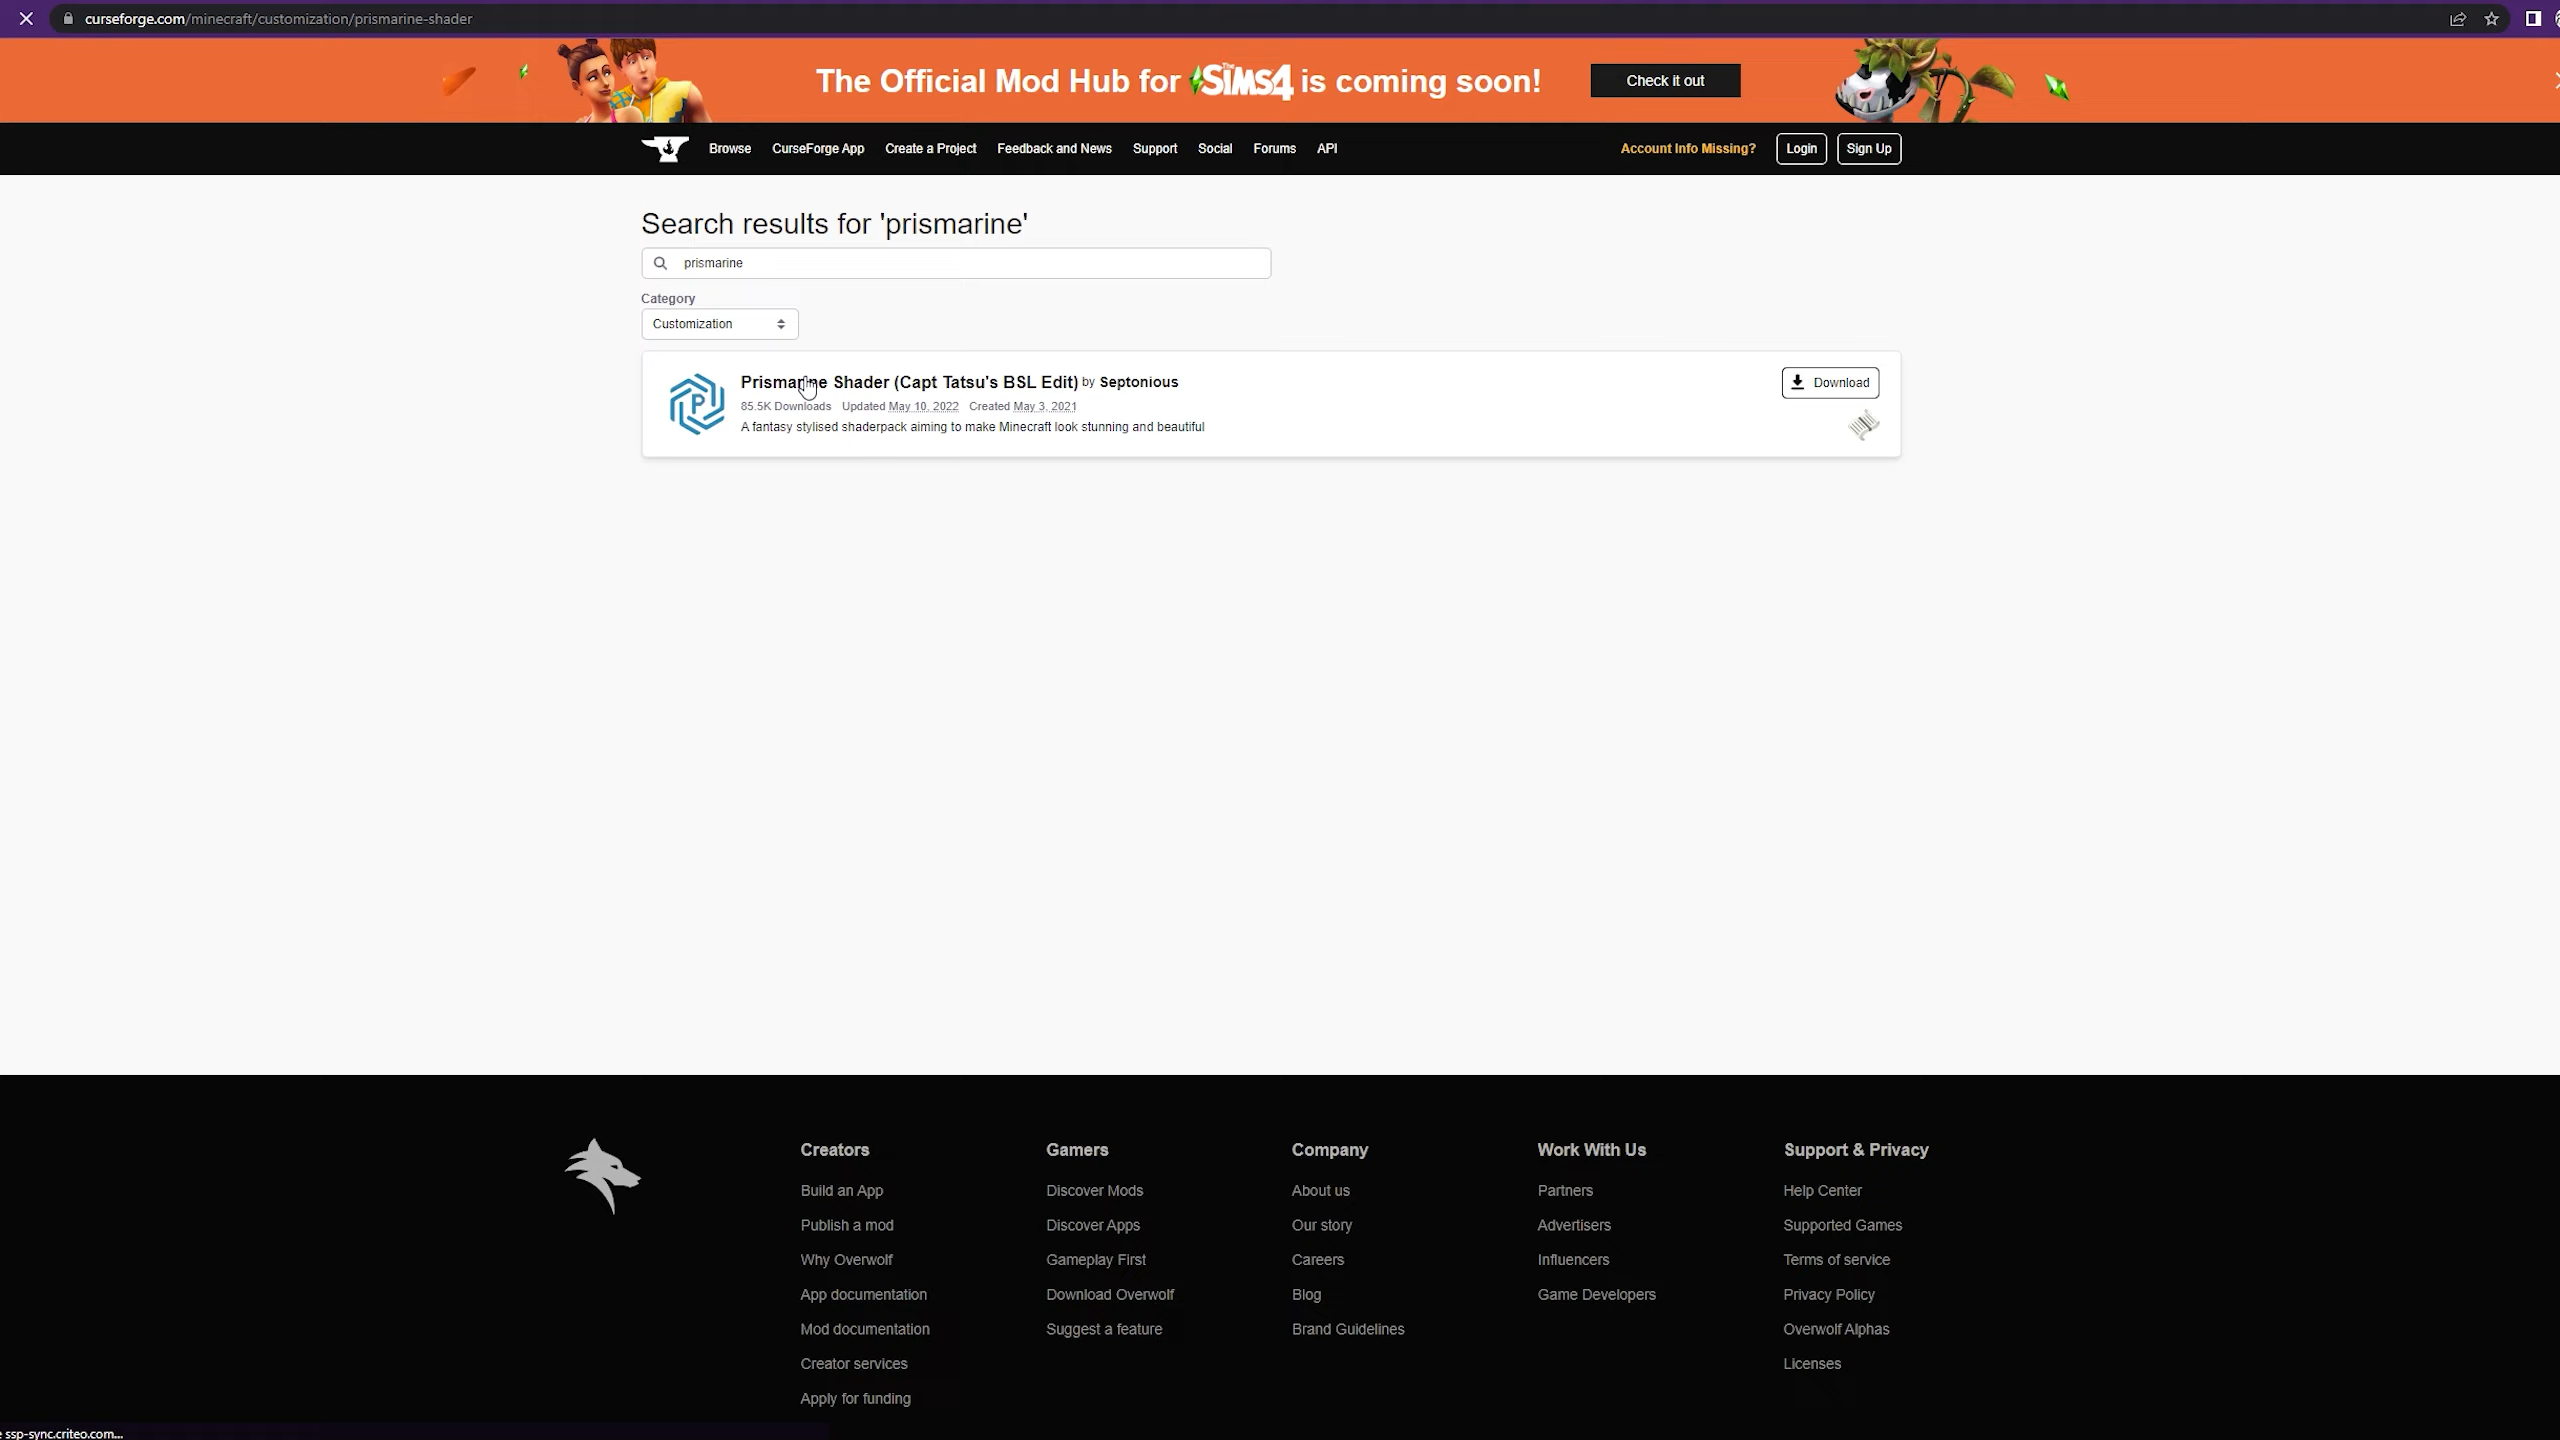 curseforge.com/minecraft/customization/prismarine-shader
The Official Mod Hub for The SIMS4 is coming soon!
Check it out
Browse CurseForge App Create a Project Feedback and News Support Social Forums API Account Info Missing? Login Sign Up
Search results for 'prismarine'
prismarine
Category
Customization
Prismarine Shader (Capt Tatsu's BSL Edit) by Septonious
Download
85.5K Downloads Updated May 10, 2022 Created May 3, 2021
A fantasy stylised shaderpack aiming to make Minecraft look stunning and beautiful
Creators
Build an App
Publish a mod
Why Overwolf
App documentation
Mod documentation
Creator services
Apply for funding
Gamers
Discover Mods
Discover Apps
Gameplay First
Download Overwolf
Suggest a feature
Company
About us
Our story
Careers
Blog
Brand Guidelines
Work With Us
Partners
Advertisers
Influencers
Game Developers
Support & Privacy
Help Center
Supported Games
Terms of service
Privacy Policy
Overwolf Alphas
Licenses
ssp-sync.criteo.com...